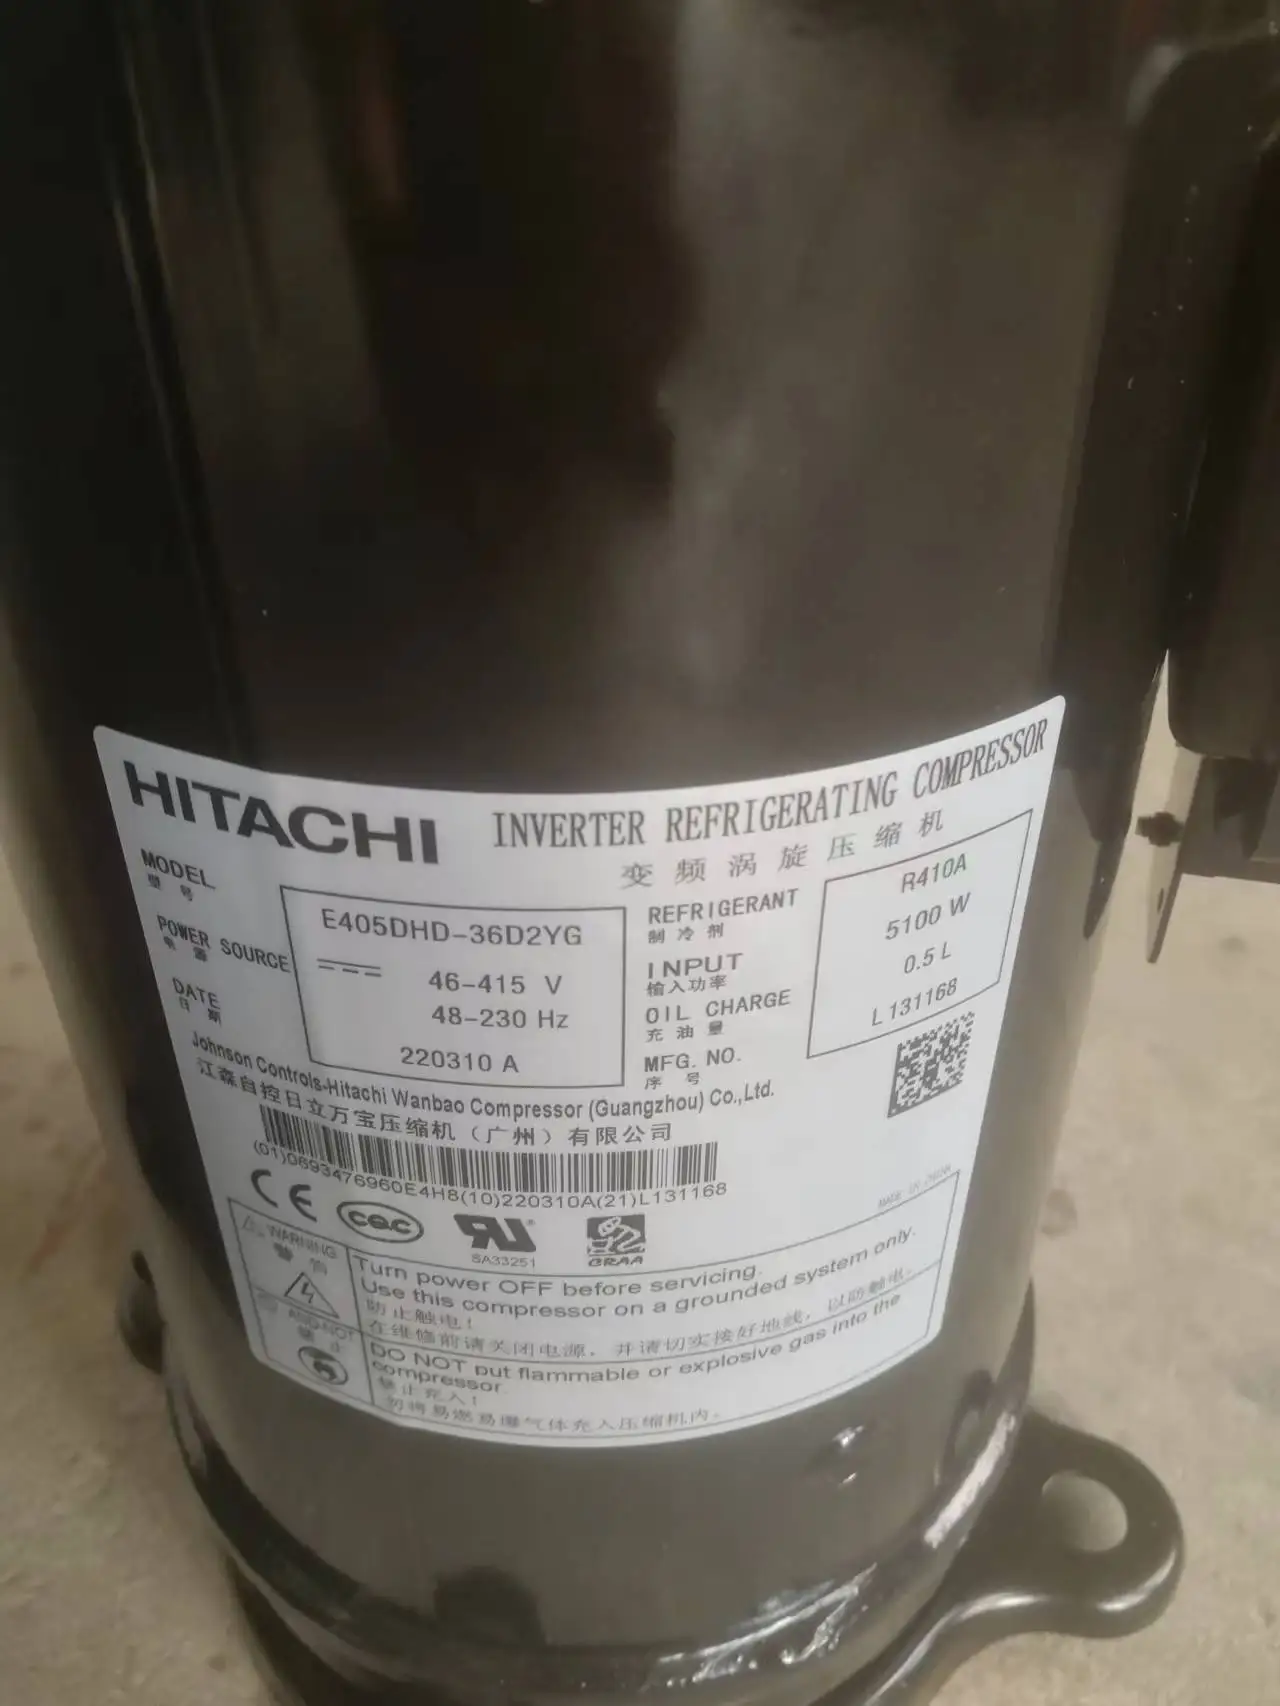 HITACHI INVERTER REFRIGERATING COMPRESSOR
变频涡旋压缩机
MODEL E405DHD-36D2YG
型号
POWER SOURCE 46-415 V
电源 48-230 Hz
DATE 220310 A
日期
REFRIGERANT R410A
制冷剂
INPUT 5100 W
输入功率
OIL CHARGE 0.5 L
充油量
MFG. NO. L131168
序号
Johnson Controls-Hitachi Wanbao Compressor (Guangzhou) Co.,Ltd.
江森自控日立万宝压缩机（广州）有限公司
(01)0693476960E4H8(10)220310A(21)L131168
CE CQC RU CRAA
SA33251
MADE IN CHINA
WARNING
警告
Turn power OFF before servicing.
Use this compressor on a grounded system only.
防止触电！
在维修前请关闭电源，并请切实接好地线，以防触电。
禁止
DO NOT put flammable or explosive gas into the
compressor.
禁止充入！
勿将易燃易爆气体充入压缩机内。